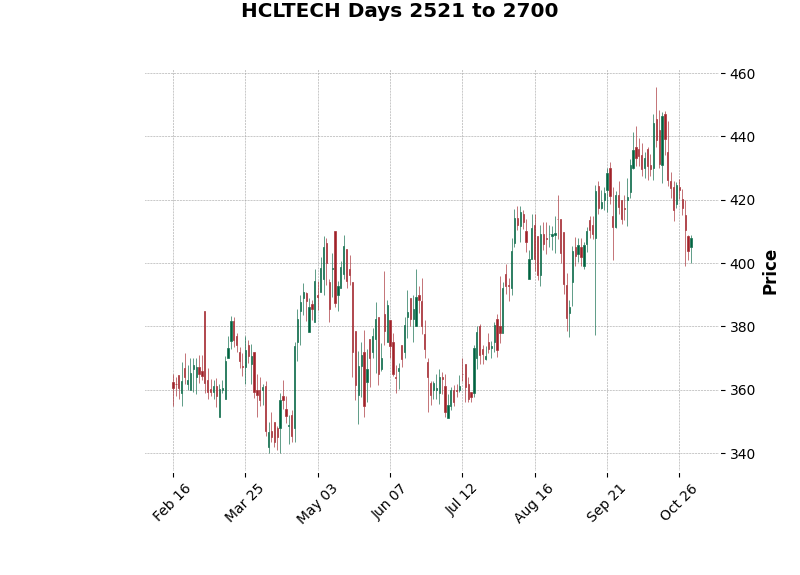 HCLTECH Days 2521 to 2700
460
440
420
400
380
360
340
Price
Feb 16
Mar 25
May 03
Jun 07
Jul 12
Aug 16
Sep 21
Oct 26